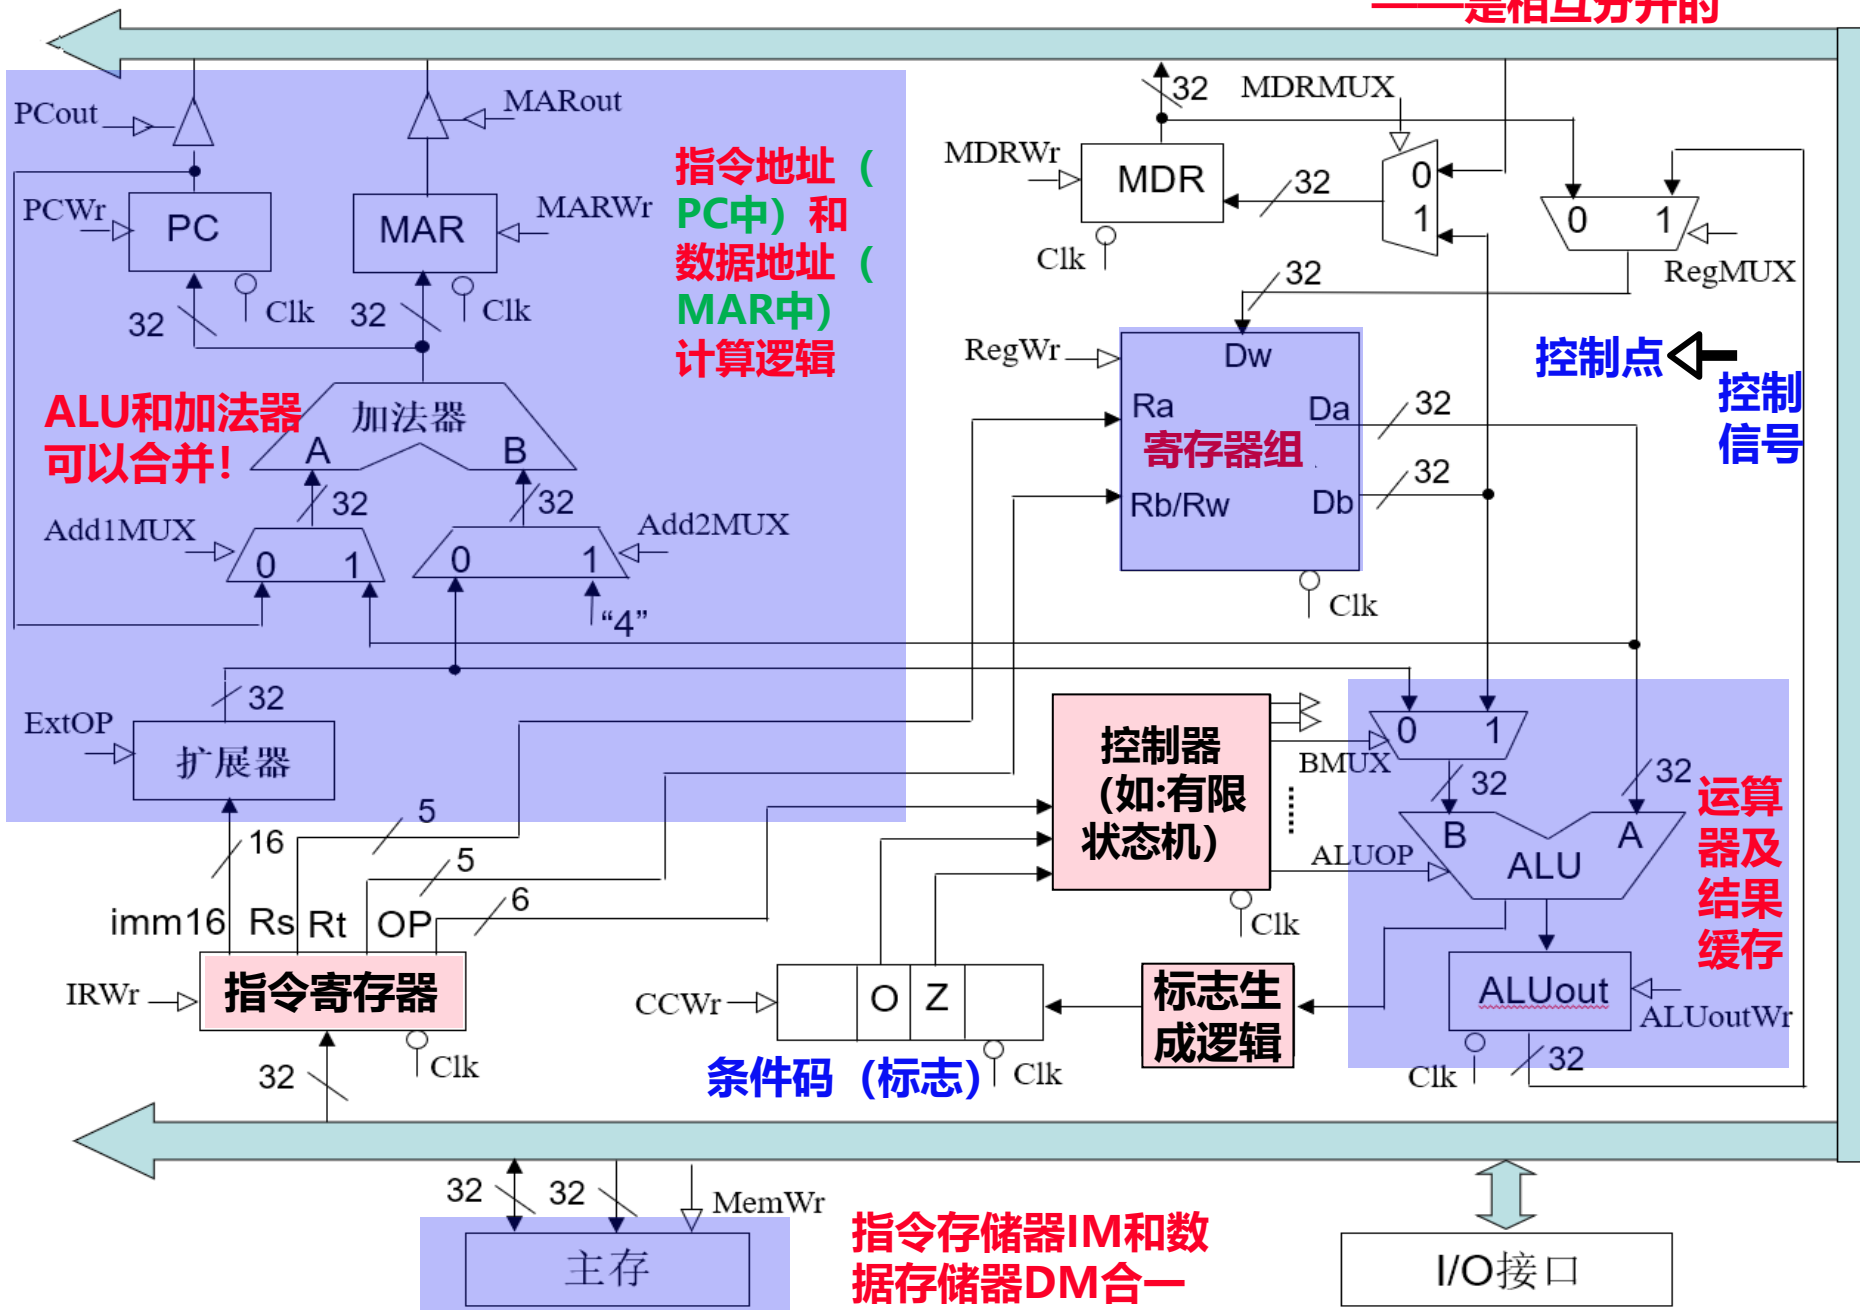 ——是相互分开的
PCout
MARout
32
MDRMUX
MDRWr
MDR
32
0
1
0
1
RegMUX
Clk
指令地址（
PC中）和
数据地址（
MAR中）
计算逻辑
PCWr
PC
MAR
MARWr
32
Clk
32
Clk
32
RegWr
Dw
控制点
控制
信号
Ra
Da
32
寄存器组
Rb/Rw
Db
32
Clk
ALU和加法器
可以合并！
加法器
A
B
32
32
Add1MUX
0
1
Add2MUX
0
1
“4”
32
ExtOP
扩展器
控制器
（如:有限
状态机）
BMUX
0
1
32
32
运算
器及
结果
缓存
16
5
5
6
ALUOP
B
A
ALU
Clk
imm16
Rs
Rt
OP
IRWr
指令寄存器
Clk
32
CCWr
O
Z
标志生
成逻辑
ALUout
ALUoutWr
条件码（标志）
Clk
Clk
32
32
32
MemWr
主存
指令存储器IM和数
据存储器DM合一
I/O接口